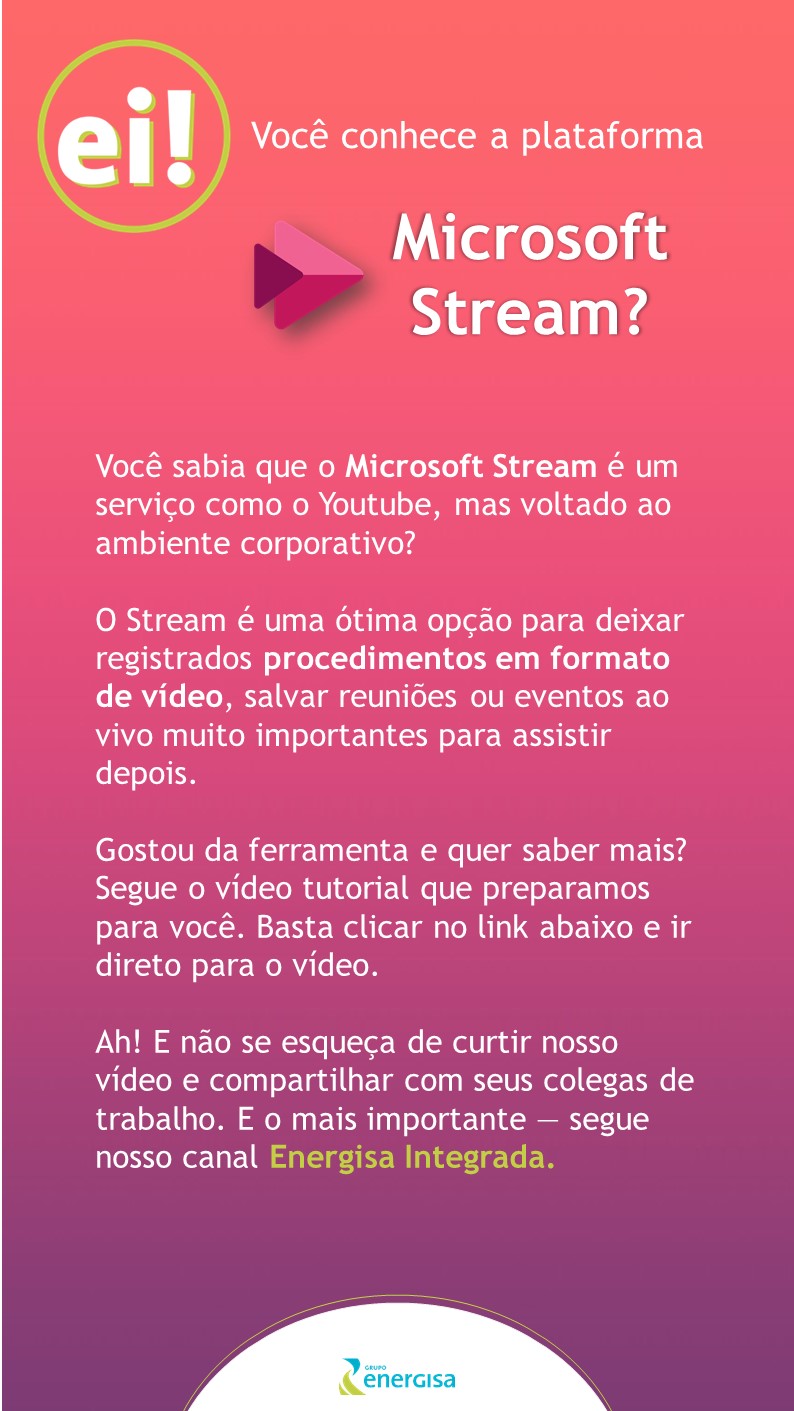 ei!
Você conhece a plataforma
Microsoft
Stream?
Você sabia que o Microsoft Stream é um
serviço como o Youtube, mas voltado ao
ambiente corporativo?
O Stream é uma ótima opção para deixar
registrados procedimentos em formato
de vídeo, salvar reuniões ou eventos ao
vivo muito importantes para assistir
depois.
Gostou da ferramenta e quer saber mais?
Segue o vídeo tutorial que preparamos
para você. Basta clicar no link abaixo e ir
direto para o vídeo.
Ah! E não se esqueça de curtir nosso
vídeo e compartilhar com seus colegas de
trabalho. E o mais importante — segue
nosso canal Energisa Integrada.
GRUPO
energisa